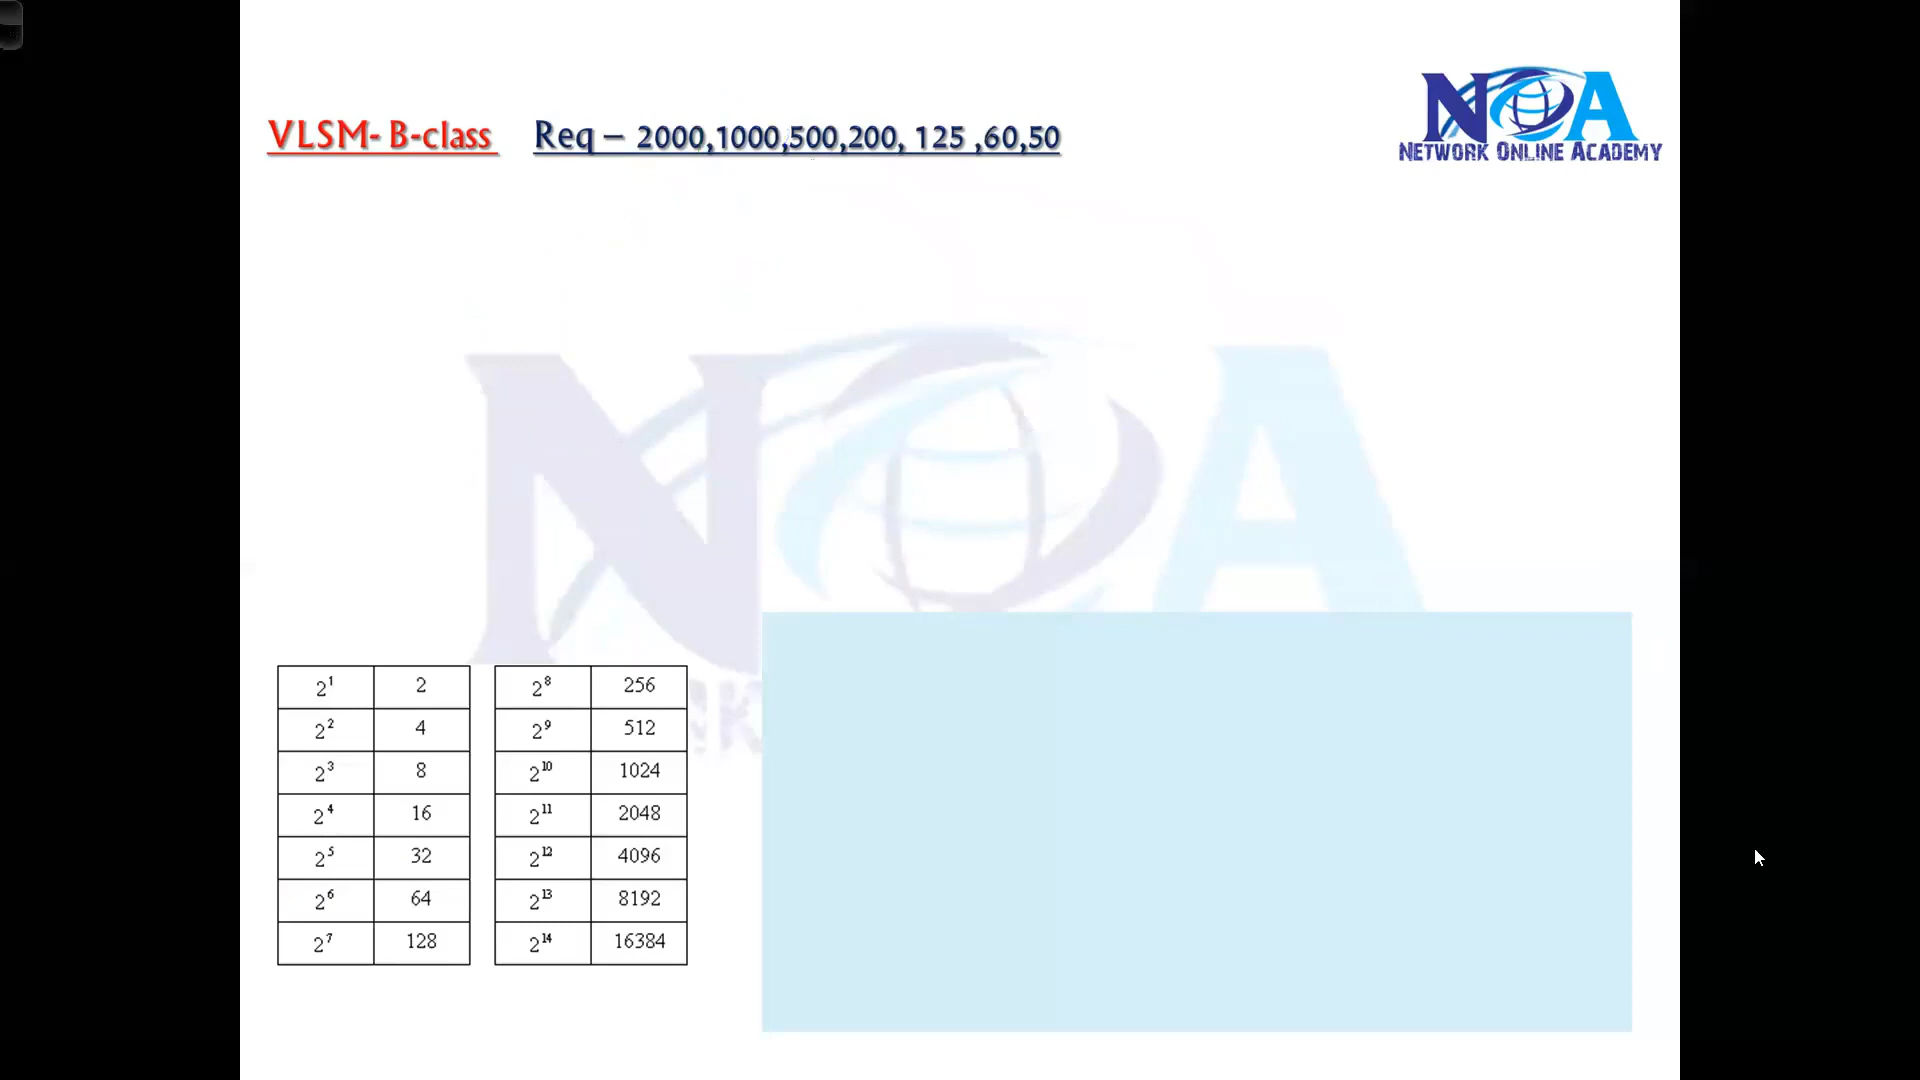 VLSM- B-class Req – 2000,1000,500,200, 125 ,60,50
NOA
NETWORK ONLINE ACADEMY
2¹ 2 2⁸ 256
2² 4 2⁹ 512
2³ 8 2¹⁰ 1024
2⁴ 16 2¹¹ 2048
2⁵ 32 2¹² 4096
2⁶ 64 2¹³ 8192
2⁷ 128 2¹⁴ 16384
NOA